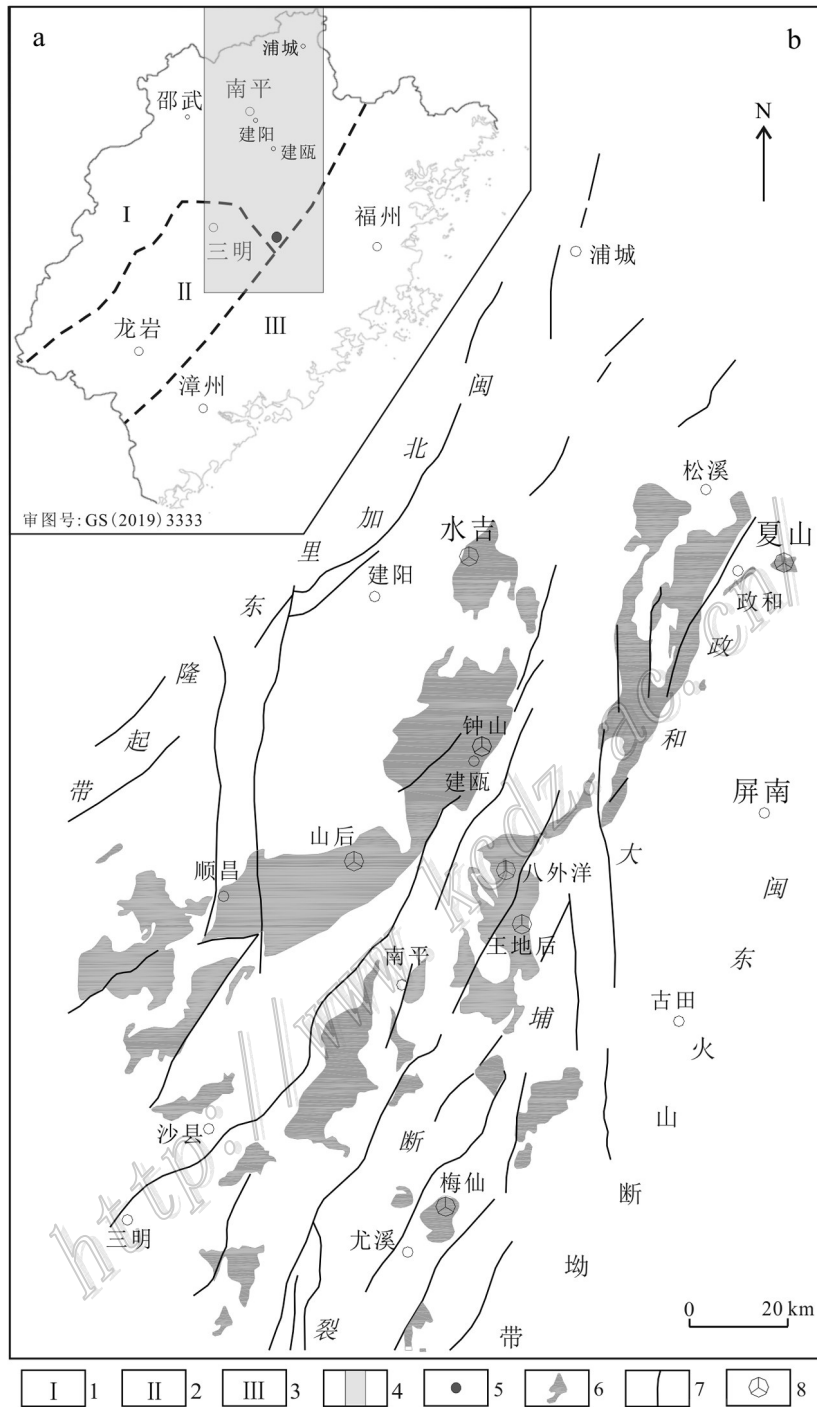 a
b
浦城
邵武
南平
建阳
建瓯
N
I
三明
福州
II
III
龙岩
漳州
审图号:GS(2019)3333
浦城
闽
北
加
里
东
隆
起
带
松溪
水吉
夏山
建阳
政和
政
和
大
埔
断
裂
钟山
建瓯
屏南
山后
顺昌
八外洋
王地后
南平
闽
东
火
山
断
坳
带
古田
沙县
梅仙
三明
尤溪
0 20 km
I 1 II 2 III 3 4 5 6 7 8
http://www.kcdz.ac.cn/